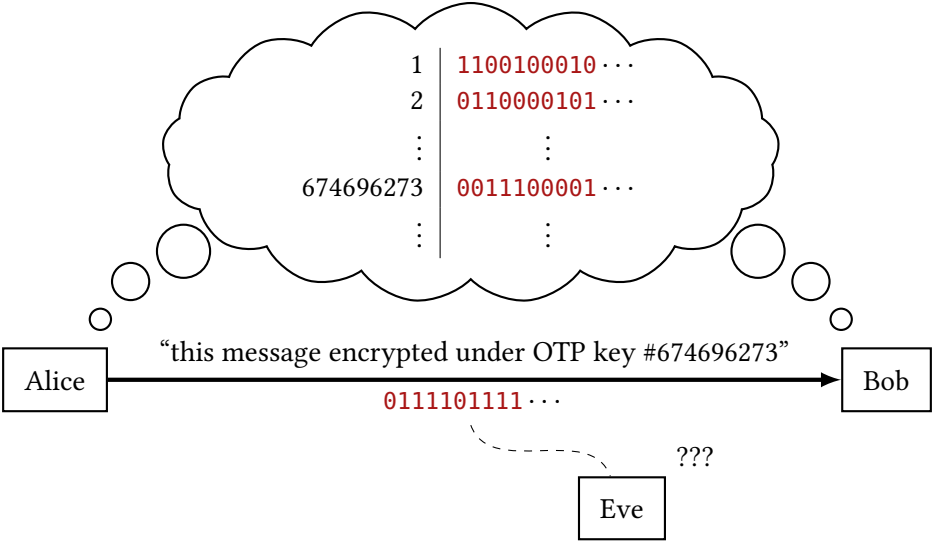 1 1100100010···
2 0110000101···
⋮ ⋮
674696273 0011100001···
⋮ ⋮
“this message encrypted under OTP key #674696273”
Alice Bob
0111101111···
???
Eve